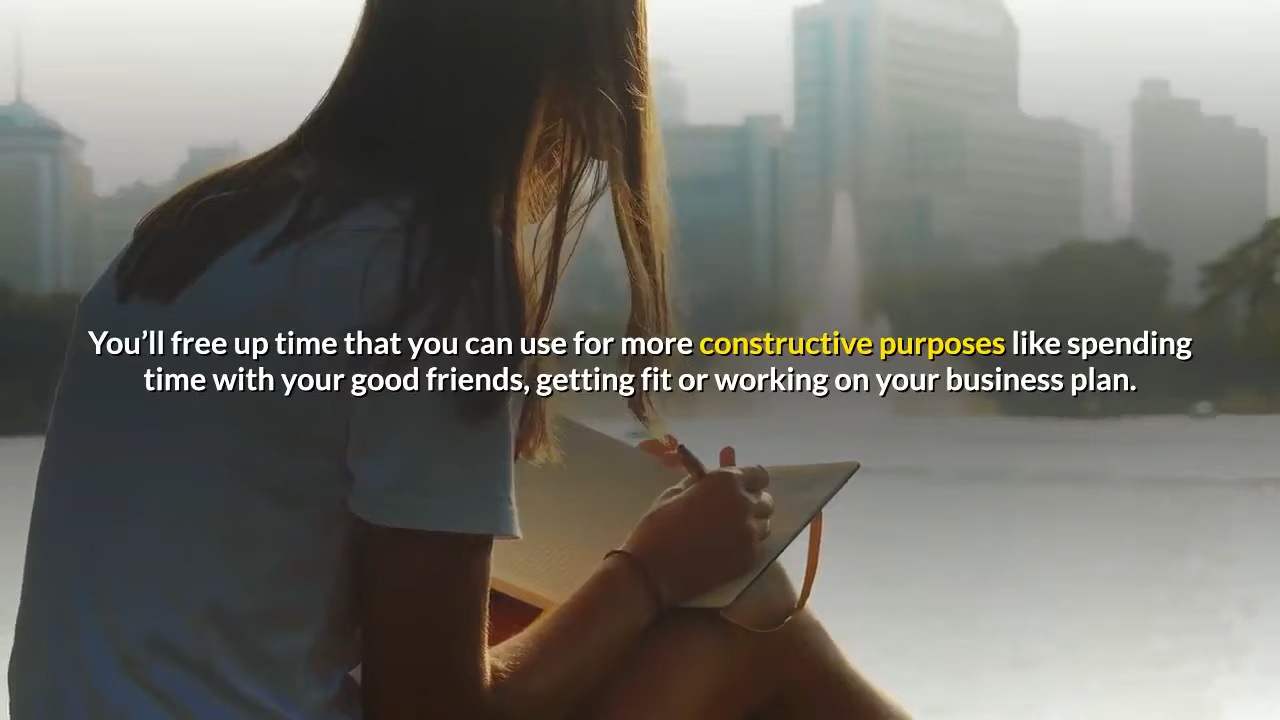 You’ll free up time that you can use for more constructive purposes like spending
time with your good friends, getting fit or working on your business plan.